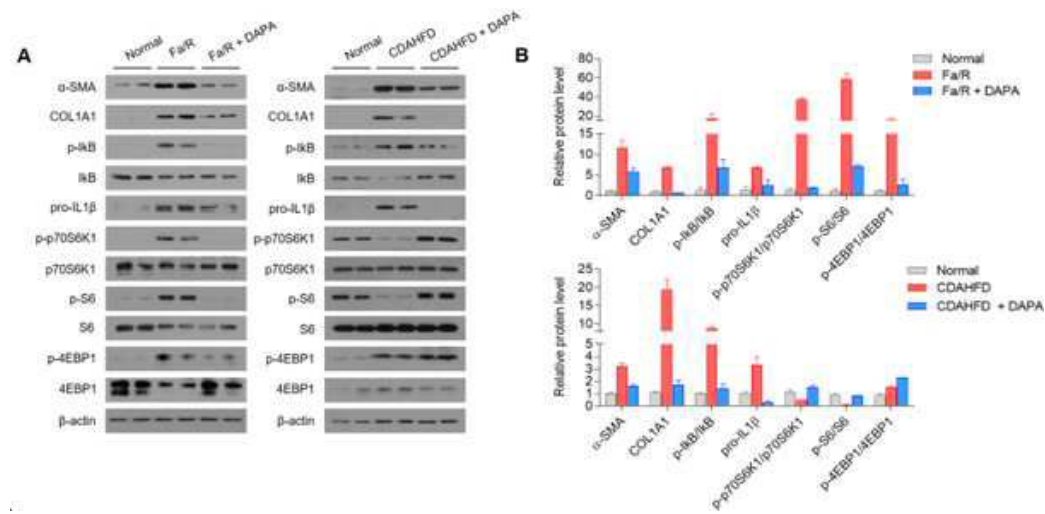 A
Normal Fa/R Fa/R + DAPA
α-SMA
COL1A1
p-IkB
IkB
pro-IL1β
p-p70S6K1
p70S6K1
p-S6
S6
p-4EBP1
4EBP1
β-actin
Normal CDAHFD CDAHFD + DAPA
α-SMA
COL1A1
p-IkB
IkB
pro-IL1β
p-p70S6K1
p70S6K1
p-S6
S6
p-4EBP1
4EBP1
β-actin
B
Normal
Fa/R
Fa/R + DAPA
Relative protein level
80
60
40
20
15
10
5
0
α-SMA COL1A1 p-IkB/IkB pro-IL1β p-p70S6K1/p70S6K1 p-S6/S6 p-4EBP1/4EBP1
Normal
CDAHFD
CDAHFD + DAPA
Relative protein level
25
20
15
10
5
4
3
2
1
0
α-SMA COL1A1 p-IkB/IkB pro-IL1β p-p70S6K1/p70S6K1 p-S6/S6 p-4EBP1/4EBP1